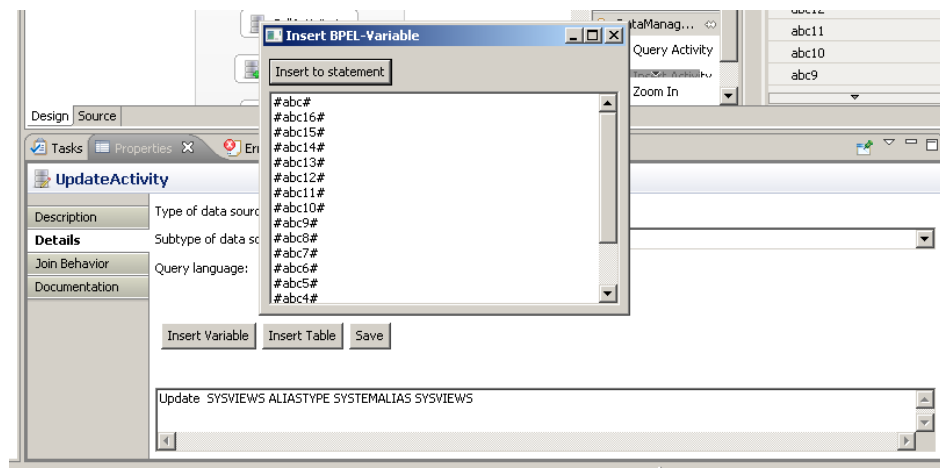 Insert BPEL-Variable
Insert to statement
#abc#
#abc16#
#abc15#
#abc14#
#abc13#
#abc12#
#abc11#
#abc10#
#abc9#
#abc8#
#abc7#
#abc6#
#abc5#
#abc4#
Query Activity
Zoom In
abc11
abc10
abc9
Design Source
Tasks Properties
UpdateActivity
Description
Details
Join Behavior
Documentation
Type of data
Subtype of data
Query language:
Insert Variable Insert Table Save
Update SYSVIEWS ALIASTYPE SYSTEMALIAS SYSVIEWS